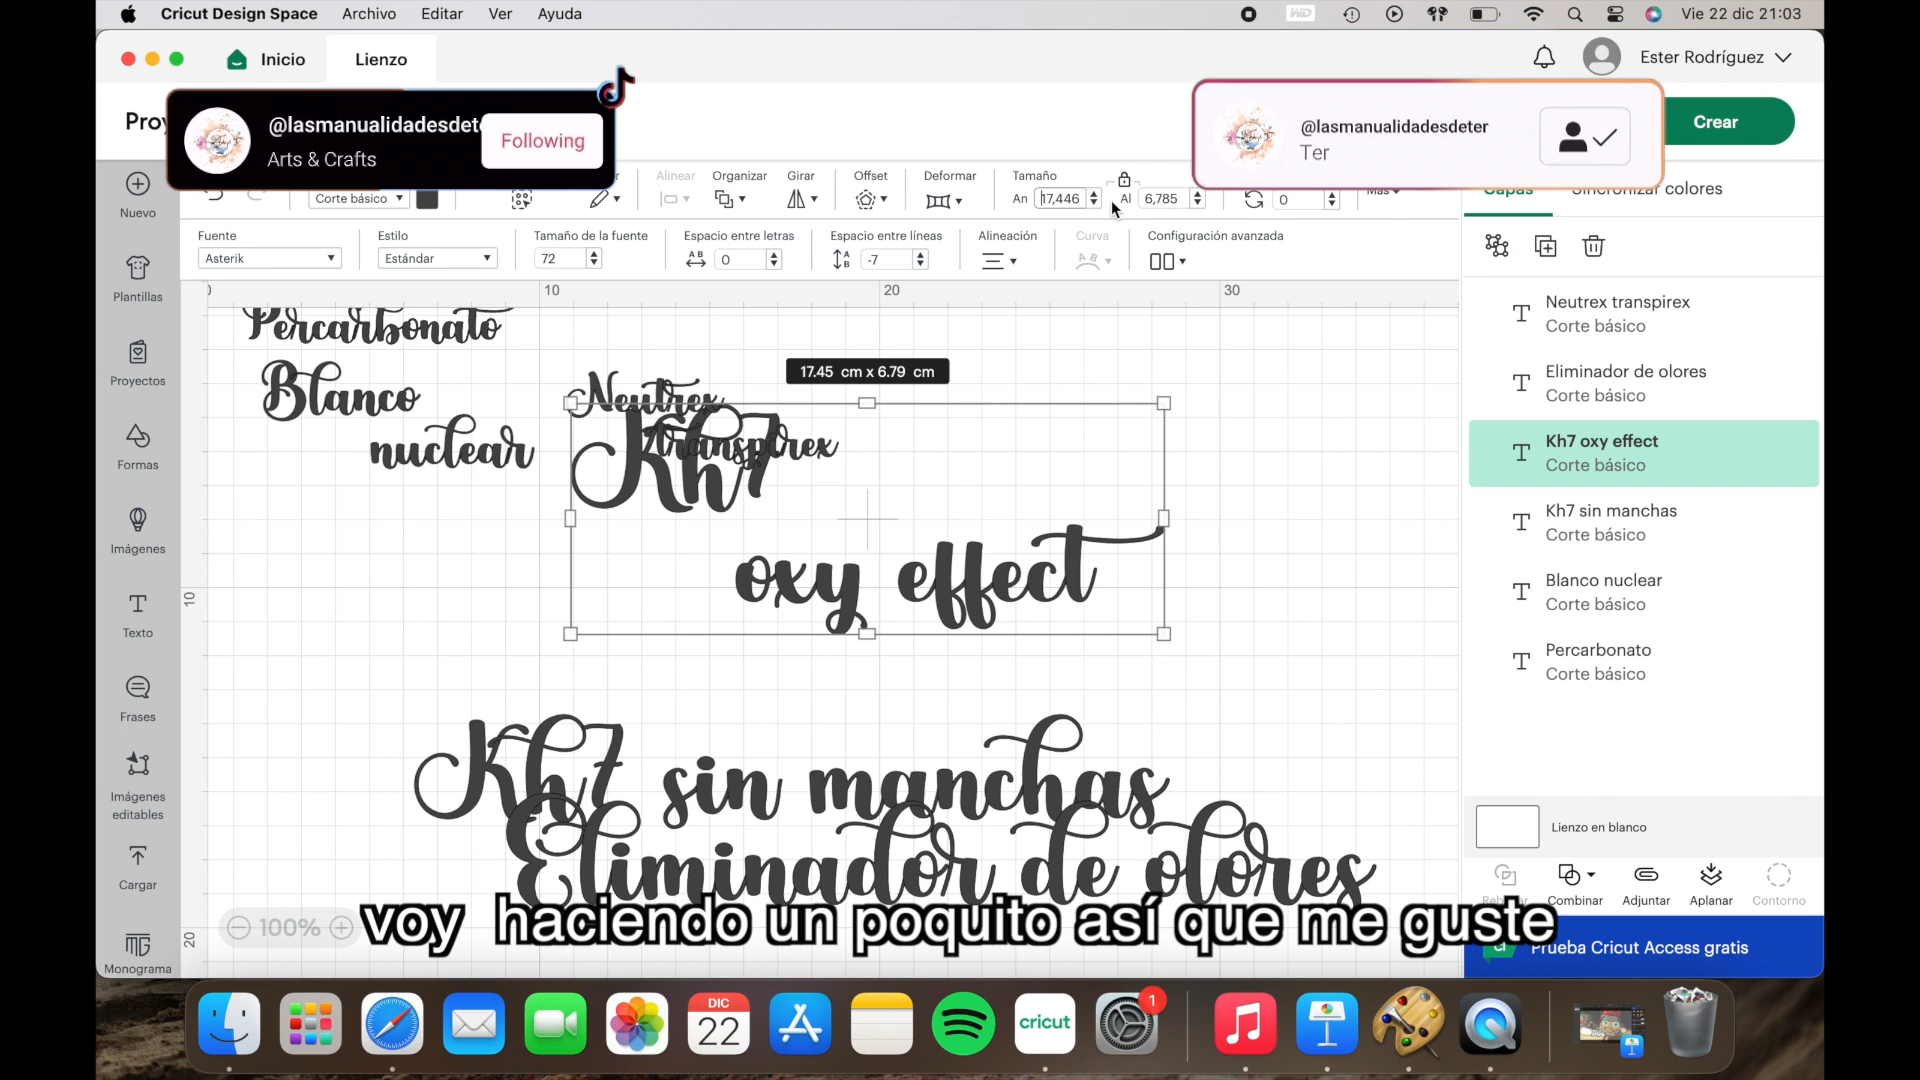 Cricut Design Space Archivo Editar Ver Ayuda
Vie 22 dic 21:03
Inicio Lienzo
Ester Rodríguez
@lasmanualidadesdete
Following
Arts & Crafts
@lasmanualidadesdeter
Ter
Crear
Alinear Organizar Girar Offset Deformar Tamaño
Corte básico
An 17,446 Al 6,785 0
Capas Sincronizar colores
Fuente Estilo Tamaño de la fuente Espacio entre letras Espacio entre líneas Alineación Curva Configuración avanzada
Asterik Estándar 72 0 -7
10 20 30
10
20
Nuevo
Plantillas
Proyectos
Formas
Imágenes
Texto
Frases
Imágenes
editables
Cargar
Monograma
Percarbonato
Blanco
nuclear
Neutrex
transpirex
17.45 cm x 6.79 cm
Kh7
oxy effect
Kh7 sin manchas
Eliminador de olores
100%
voy haciendo un poquito así que me guste
Neutrex transpirex
Corte básico
Eliminador de olores
Corte básico
Kh7 oxy effect
Corte básico
Kh7 sin manchas
Corte básico
Blanco nuclear
Corte básico
Percarbonato
Corte básico
Lienzo en blanco
Combinar Adjuntar Aplanar Contorno
Prueba Cricut Access gratis
DIC
22
cricut
1